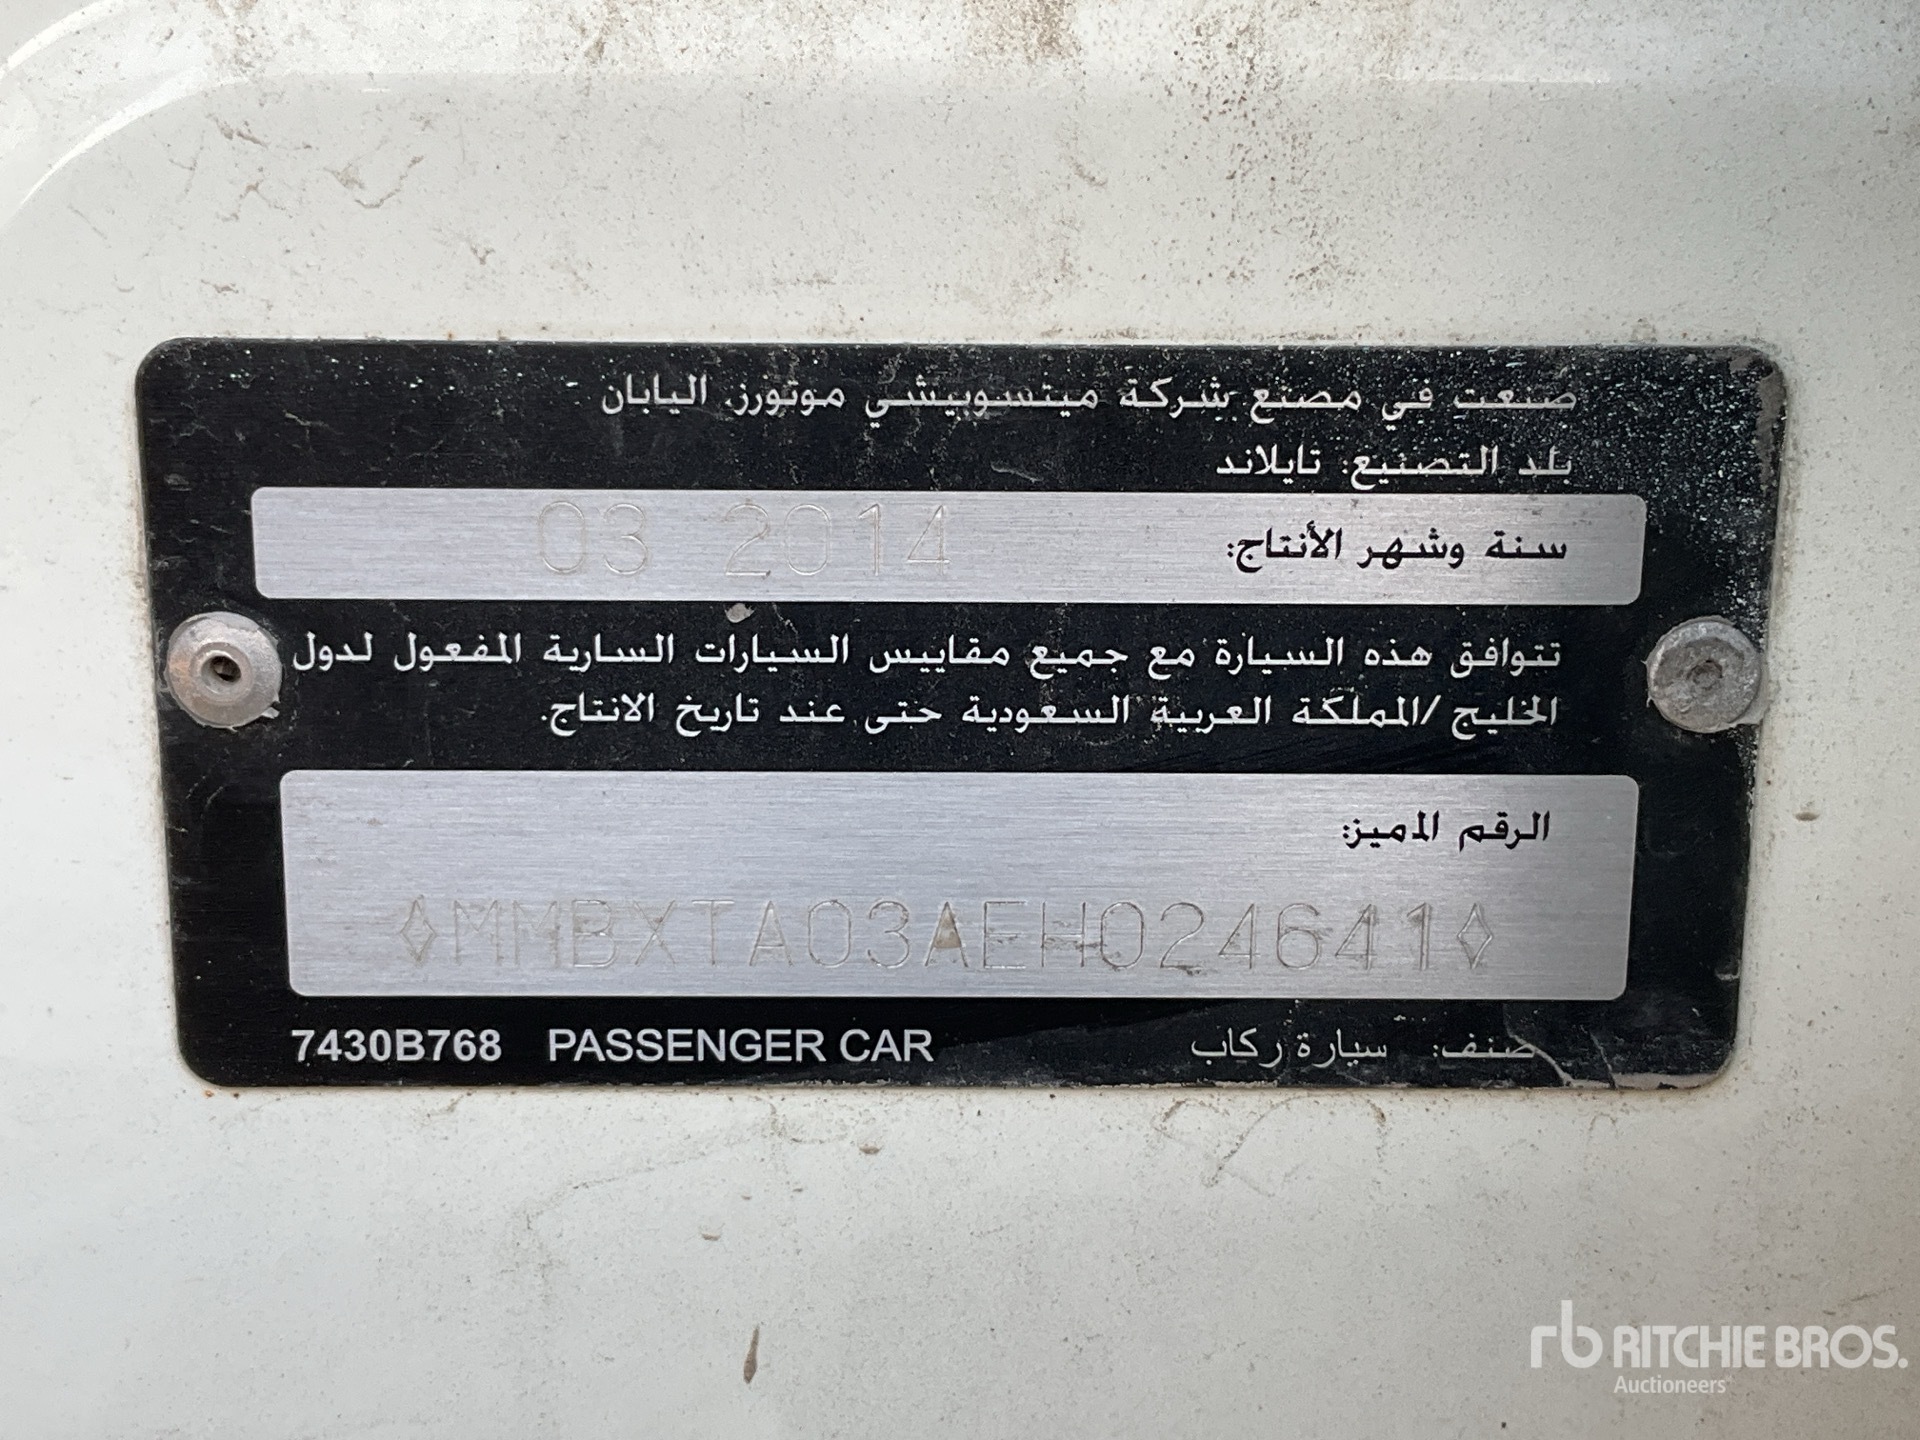 صنعت في مصنع شركة ميتسوبيشي موتورز. اليابان
بلد التصنيع: تايلاند
سنة وشهر الأنتاج: 03 2014
تتوافق هذه السيارة مع جميع مقاييس السيارات السارية المفعول لدول
الخليج /المملكة العربية السعودية حتى عند تاريخ الانتاج.
الرقم المميز:
◊MMBXTA03AEH024641◊
7430B768 PASSENGER CAR صنف: سيارة ركاب
rb RITCHIE BROS.
Auctioneers